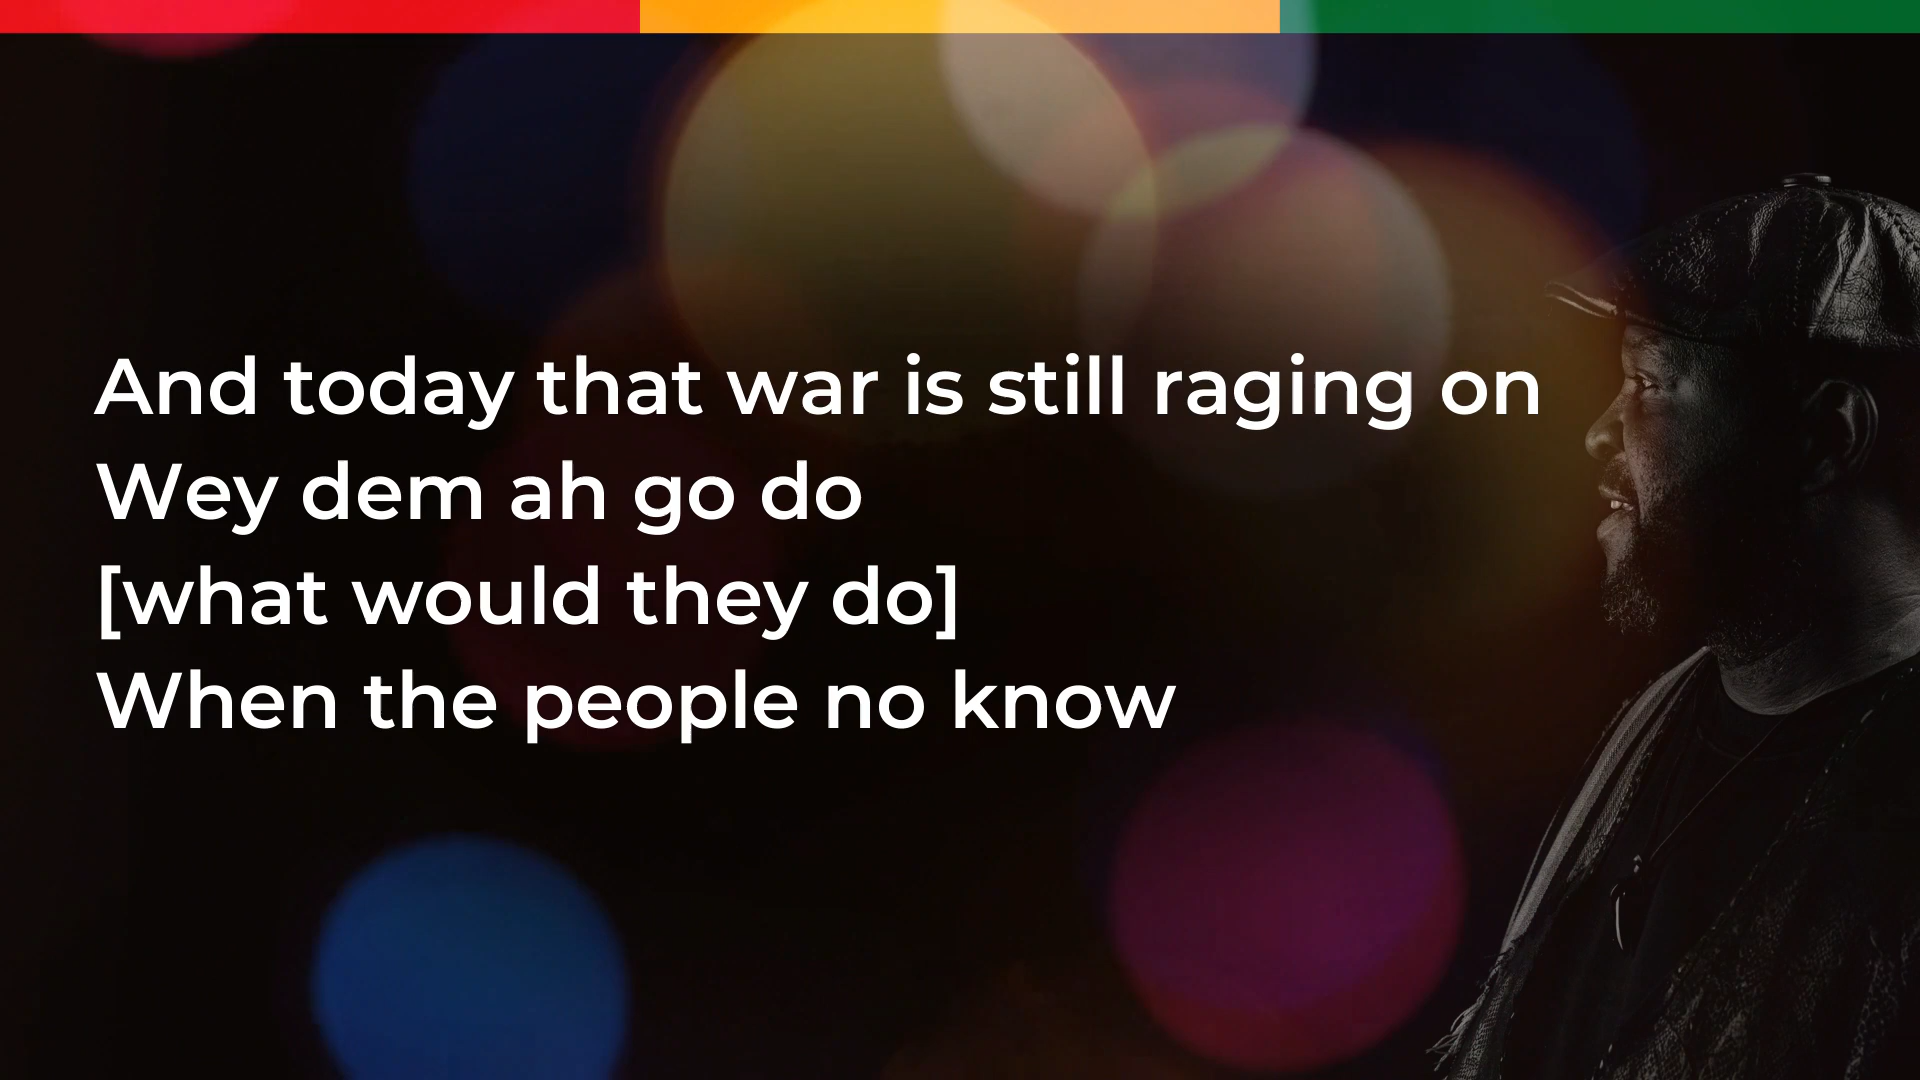 And today that war is still raging on
Wey dem ah go do
[what would they do]
When the people no know